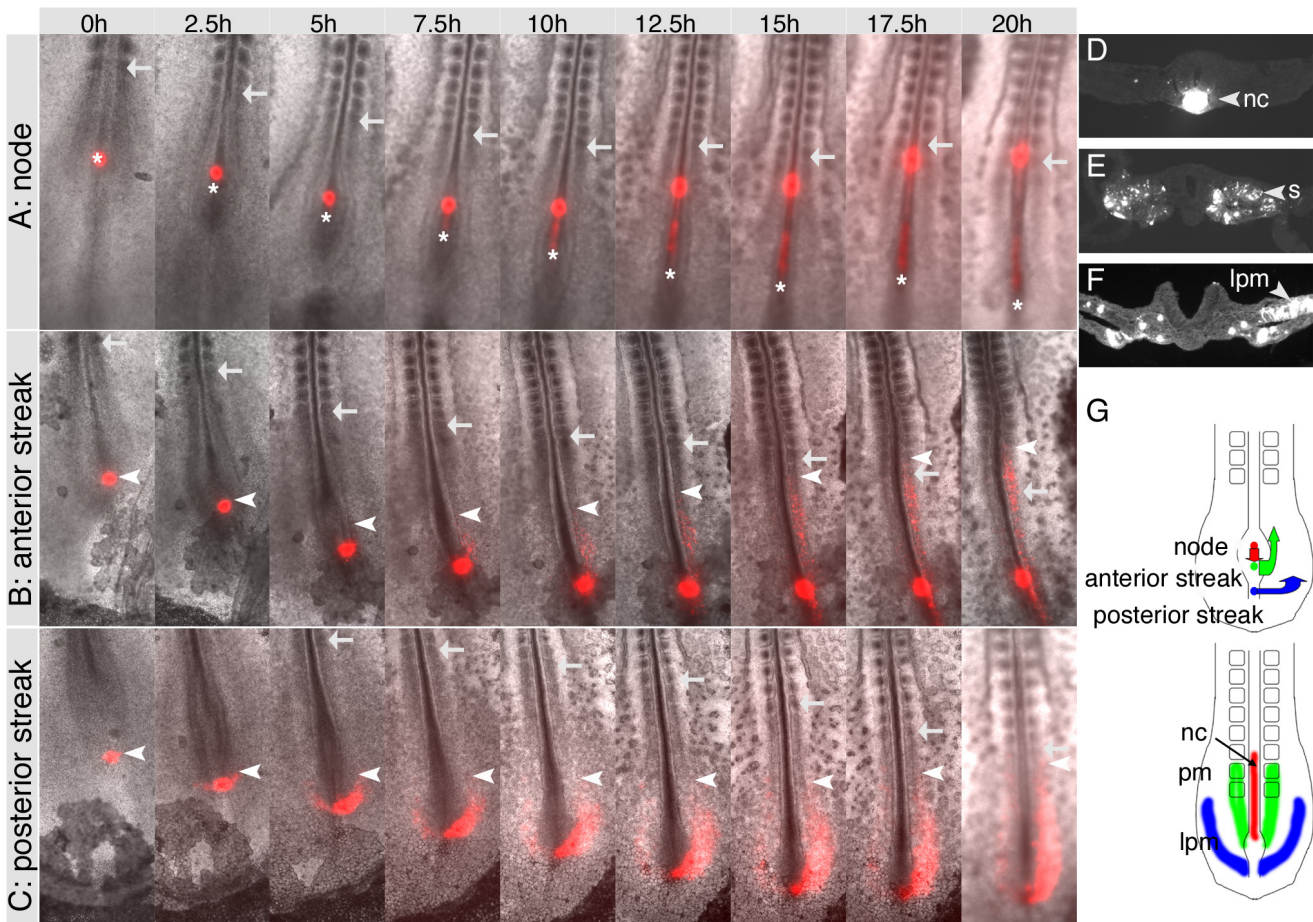 0h 2.5h 5h 7.5h 10h 12.5h 15h 17.5h 20h
A: node
B: anterior streak
C: posterior streak
D
nc
E
s
F
lpm
G
node
anterior streak
posterior streak
nc
pm
lpm